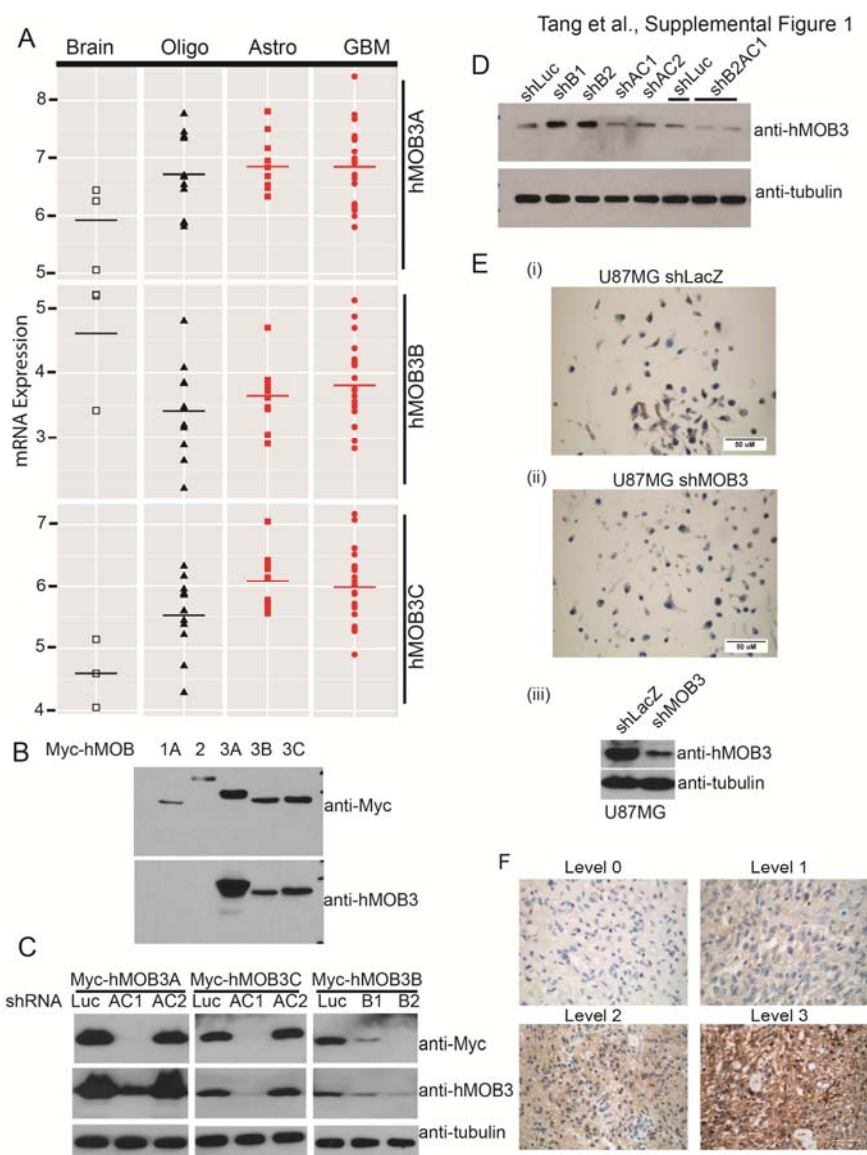 Tang et al., Supplemental Figure 1
A
Brain Oligo Astro GBM
8
7
6
5
hMOB3A
5
4
3
hMOB3B
mRNA Expression
7
6
5
4
hMOB3C
B
Myc-hMOB 1A 2 3A 3B 3C
anti-Myc
anti-hMOB3
C
Myc-hMOB3A Myc-hMOB3C Myc-hMOB3B
shRNA Luc AC1 AC2 Luc AC1 AC2 Luc B1 B2
anti-Myc
anti-hMOB3
anti-tubulin
D
shLuc shB1 shB2 shAC1 shAC2 shLuc shB2AC1
anti-hMOB3
anti-tubulin
E
(i)
U87MG shLacZ
50 uM
(ii)
U87MG shMOB3
50 uM
(iii)
shLacZ shMOB3
anti-hMOB3
anti-tubulin
U87MG
F
Level 0 Level 1
Level 2 Level 3